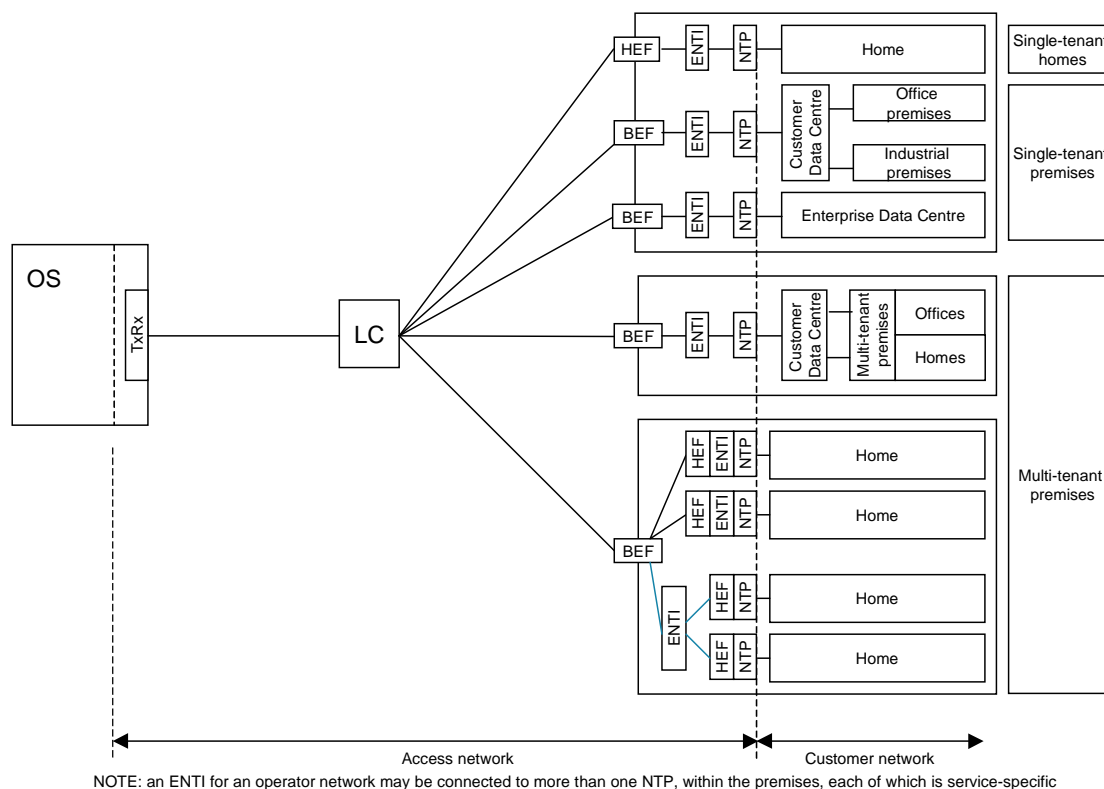 HEF
ENTI
NTP
Home
Single-tenant
homes
BEF
ENTI
NTP
Customer
Data Centre
Office
premises
Industrial
premises
Single-tenant
premises
BEF
ENTI
NTP
Enterprise Data Centre
OS
TxRx
LC
BEF
ENTI
NTP
Customer
Data Centre
Multi-tenant
premises
Offices
Homes
HEF
ENTI
NTP
Home
HEF
ENTI
NTP
Home
Multi-tenant
premises
BEF
ENTI
HEF
NTP
Home
HEF
NTP
Home
Access network
Customer network
NOTE: an ENTI for an operator network may be connected to more than one NTP, within the premises, each of which is service-specific